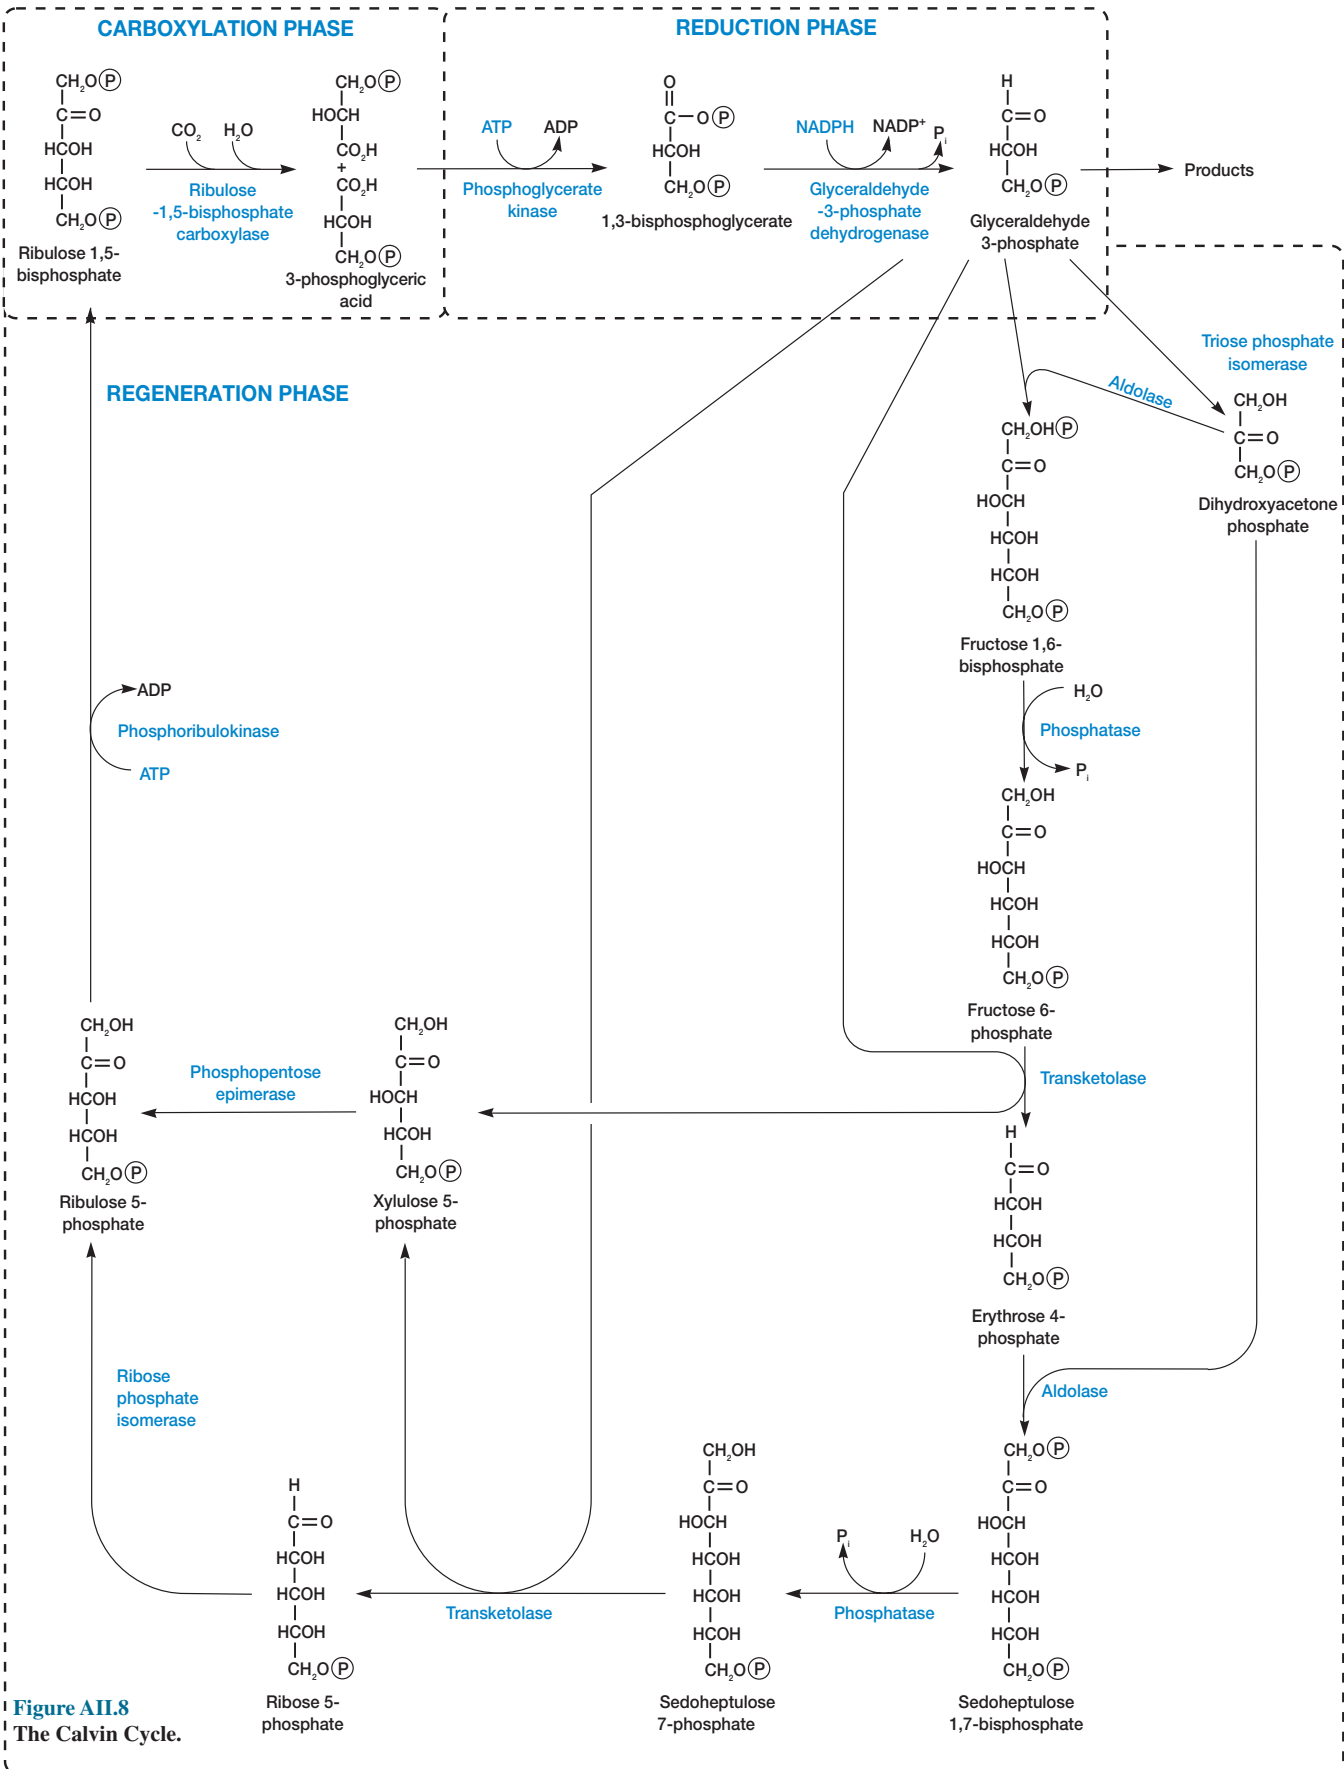 CARBOXYLATION PHASE
REDUCTION PHASE
CH₂OⓅ
C=O
HCOH
HCOH
CH₂OⓅ
Ribulose 1,5-
bisphosphate
CO₂ H₂O
Ribulose
-1,5-bisphosphate
carboxylase
CH₂OⓅ
HOCH
CO₂H
+
CO₂H
HCOH
CH₂OⓅ
3-phosphoglyceric
acid
ATP ADP
Phosphoglycerate
kinase
O
C—OⓅ
HCOH
CH₂OⓅ
1,3-bisphosphoglycerate
NADPH NADP⁺ Pᵢ
Glyceraldehyde
-3-phosphate
dehydrogenase
H
C=O
HCOH
CH₂OⓅ
Glyceraldehyde
3-phosphate
Products
REGENERATION PHASE
Triose phosphate
isomerase
Aldolase
CH₂OH
C=O
CH₂OⓅ
Dihydroxyacetone
phosphate
CH₂OHⓅ
C=O
HOCH
HCOH
HCOH
CH₂OⓅ
Fructose 1,6-
bisphosphate
H₂O
Phosphatase
Pᵢ
CH₂OH
C=O
HOCH
HCOH
HCOH
CH₂OⓅ
Fructose 6-
phosphate
Transketolase
ADP
Phosphoribulokinase
ATP
CH₂OH
C=O
HCOH
HCOH
CH₂OⓅ
Ribulose 5-
phosphate
Phosphopentose
epimerase
CH₂OH
C=O
HOCH
HCOH
CH₂OⓅ
Xylulose 5-
phosphate
H
C=O
HCOH
HCOH
CH₂OⓅ
Erythrose 4-
phosphate
Aldolase
Ribose
phosphate
isomerase
H
C=O
HCOH
HCOH
HCOH
CH₂OⓅ
Ribose 5-
phosphate
Transketolase
CH₂OH
C=O
HOCH
HCOH
HCOH
HCOH
CH₂OⓅ
Sedoheptulose
7-phosphate
Pᵢ H₂O
Phosphatase
CH₂OⓅ
C=O
HOCH
HCOH
HCOH
HCOH
CH₂OⓅ
Sedoheptulose
1,7-bisphosphate
Figure AII.8
The Calvin Cycle.